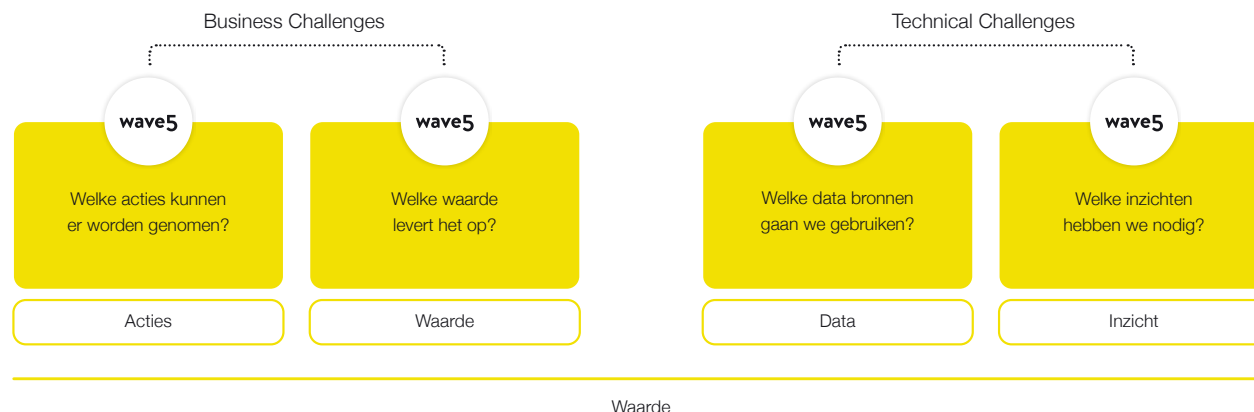 Business Challenges
Technical Challenges
wave5
wave5
wave5
wave5
Welke acties kunnen
er worden genomen?
Welke waarde
levert het op?
Welke data bronnen
gaan we gebruiken?
Welke inzichten
hebben we nodig?
Acties
Waarde
Data
Inzicht
Waarde